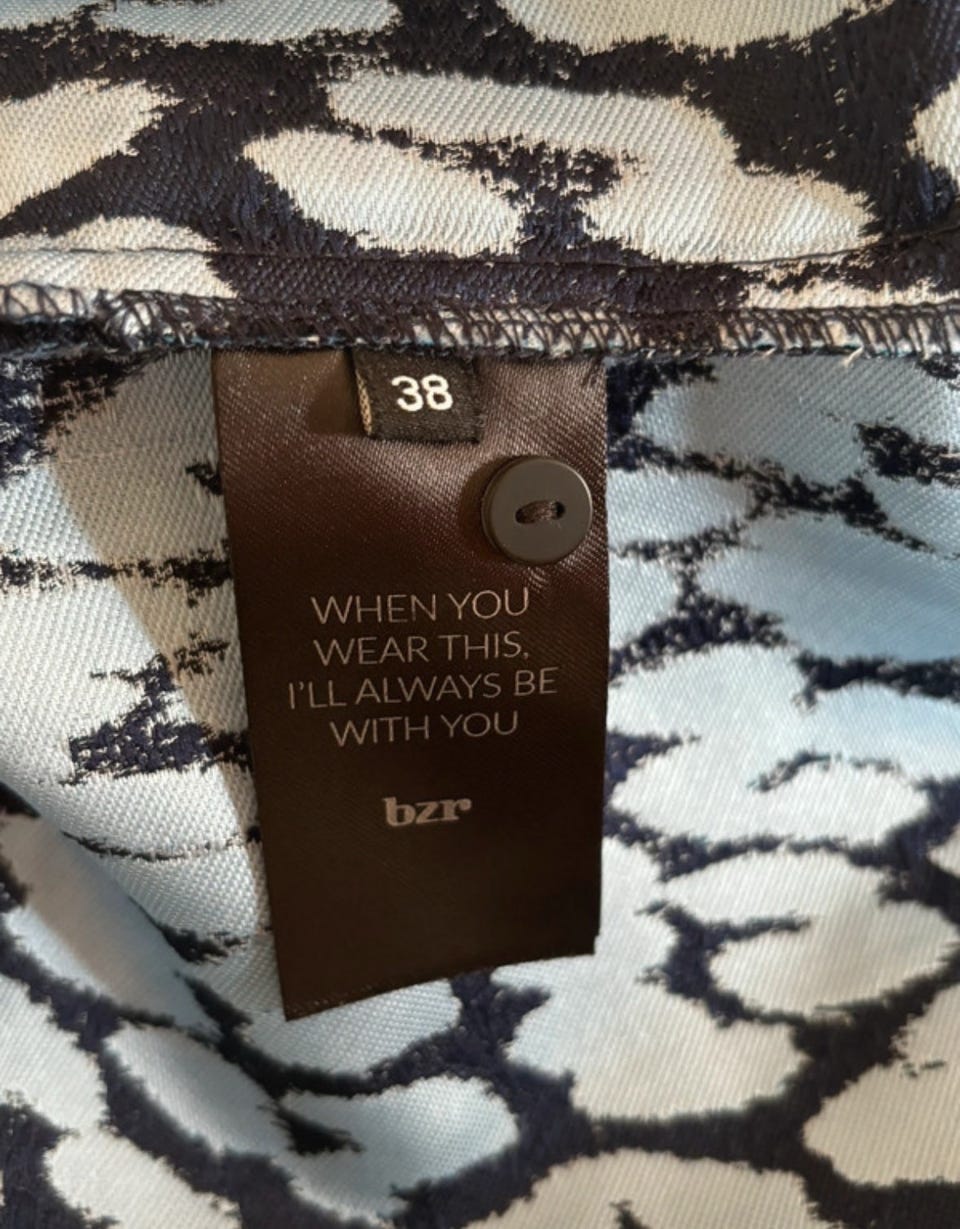 38
WHEN YOU
WEAR THIS,
I'LL ALWAYS BE
WITH YOU
bzr